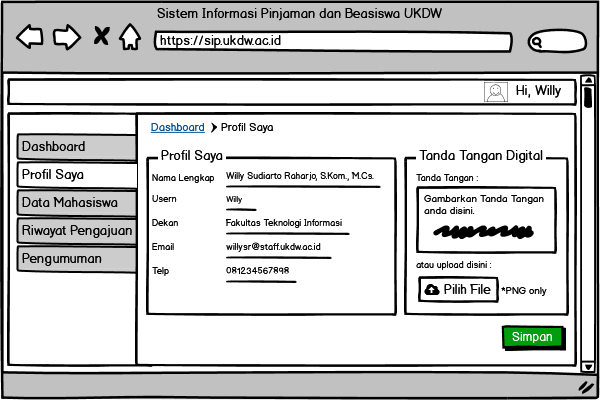 Sistem Informasi Pinjaman dan Beasiswa UKDW
https://sip.ukdw.ac.id
Hi, Willy
Dashboard
Profil Saya
Data Mahasiswa
Riwayat Pengajuan
Pengumuman
Dashboard > Profil Saya
Profil Saya
Nama Lengkap Willy Sudiarto Raharjo, S.Kom., M.Cs.
Usern Willy
Dekan Fakultas Teknologi Informasi
Email willysr@staff.ukdw.ac.id
Telp 081234567898
Tanda Tangan Digital
Tanda Tangan :
Gambarkan Tanda Tangan
anda disini.
atau upload disini :
Pilih File *PNG only
Simpan